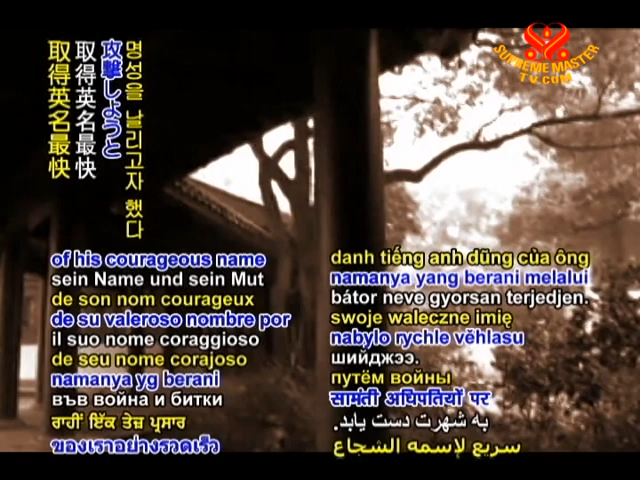 SUPREME MASTER
TV.COM
명성을 날리고자 했다
攻撃しようと
取得英名最快
取得英名最快
of his courageous name
sein Name und sein Mut
de son nom courageux
de su valeroso nombre por
il suo nome coraggioso
de seu nome corajoso
namanya yg berani
във война и битки
ਰਾਹੀਂ ਇੱਕ ਤੇਜ਼ ਪ੍ਰਸਾਰ
ของเราอย่างรวดเร็ว
danh tiếng anh dũng của ông
namanya yang berani melalui
bátor neve gyorsan terjedjen.
swoje waleczne imię
nabylo rychle věhlasu
шийджээ.
путём войны
सामंती अधिपतियों पर
به شهرت دست یابد.
سريع لإسمه الشجاع